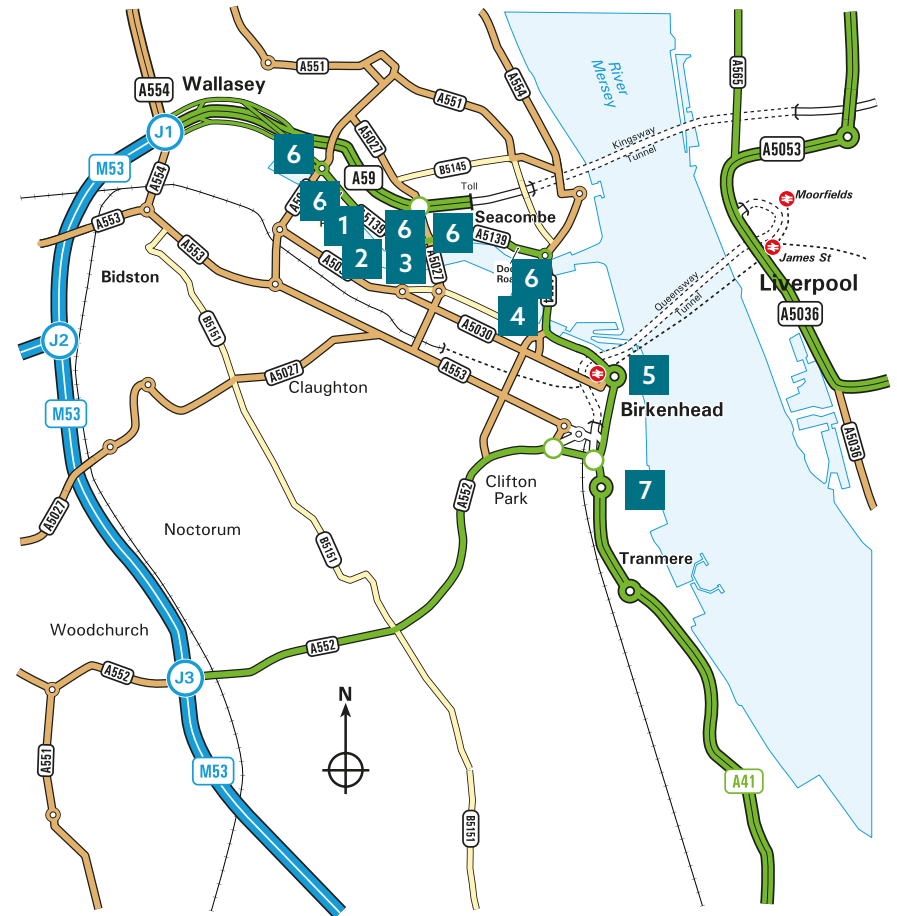 A551
A554
A565
River
Mersey
A554
Wallasey
A551
J1
A5027
Kingsway
Tunnel
A5053
6
M53
B5145
A59
A554
Toll
Moorfields
6
A553
1
B5139
6
Seacombe
6
A5139
A553
2
3
A5027
James St
Bidston
6
Queensway
Tunnel
Liverpool
4
A5036
B5151
A5030
J2
A5027
A553
5
Claughton
M53
Birkenhead
A5036
Clifton
Park
A552
7
A5027
Noctorum
B5151
Tranmere
Woodchurch
A552
A552
J3
N
A551
M53
A41
B5151